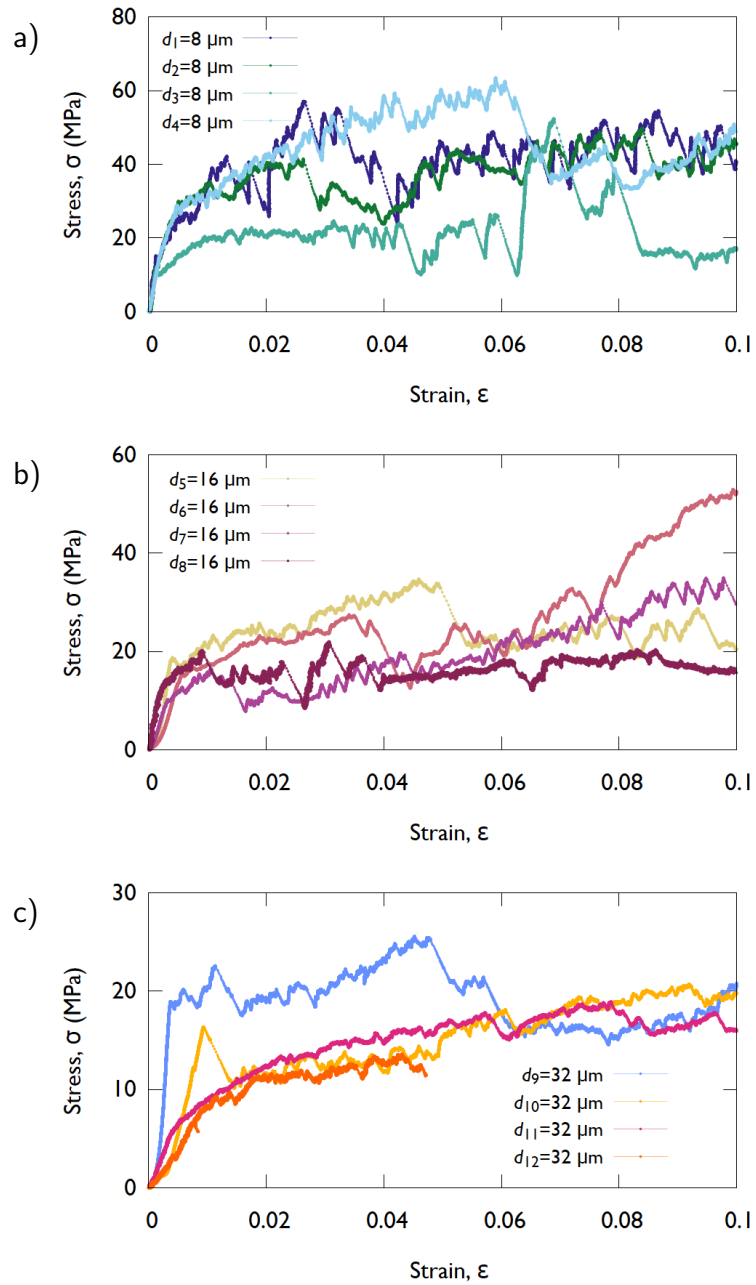 a)
Stress, σ (MPa)
80
60
40
20
0
d1=8 μm
d2=8 μm
d3=8 μm
d4=8 μm
0 0.02 0.04 0.06 0.08 0.1
Strain, ε
b)
Stress, σ (MPa)
60
40
20
0
d5=16 μm
d6=16 μm
d7=16 μm
d8=16 μm
0 0.02 0.04 0.06 0.08 0.1
Strain, ε
c)
Stress, σ (MPa)
30
20
10
0
d9=32 μm
d10=32 μm
d11=32 μm
d12=32 μm
0 0.02 0.04 0.06 0.08 0.1
Strain, ε